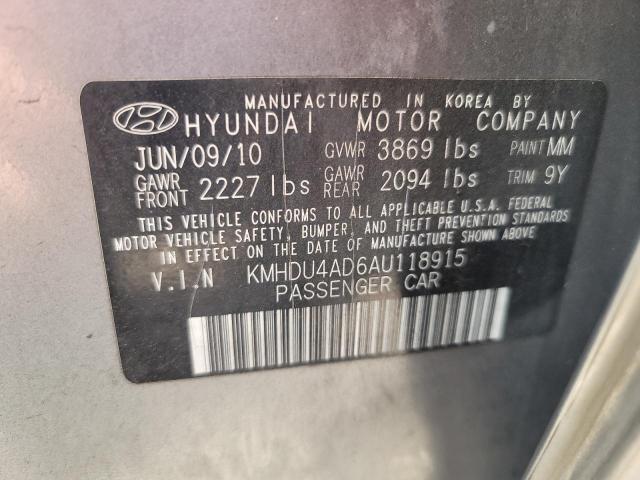 MANUFACTURED IN KOREA BY
HYUNDAI MOTOR COMPANY
JUN/09/10 GVWR 3869 lbs PAINT MM
GAWR FRONT 2227 lbs GAWR REAR 2094 lbs TRIM 9Y
THIS VEHICLE CONFORMS TO ALL APPLICABLE U.S.A. FEDERAL
MOTOR VEHICLE SAFETY, BUMPER, AND THEFT PREVENTION STANDARDS
IN EFFECT ON THE DATE OF MANUFACTURE SHOWN ABOVE.
V.I.N KMHDU4AD6AU118915
PASSENGER CAR